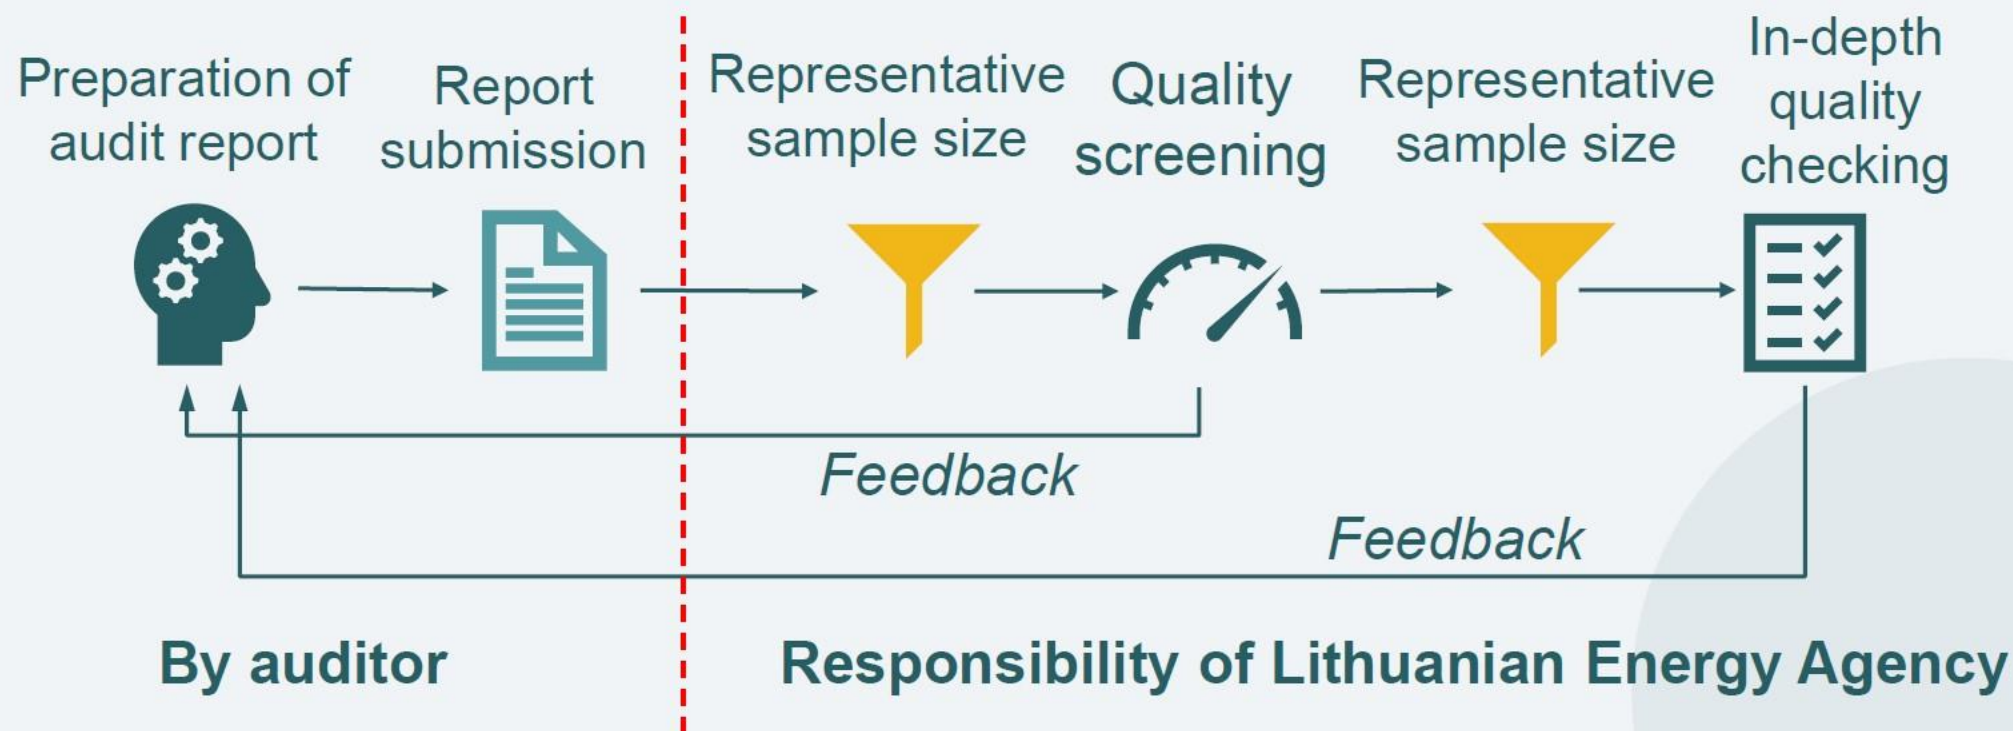 Preparation of
audit report
Report
submission
Representative
sample size
Quality
screening
Representative
sample size
In-depth
quality
checking
Feedback
Feedback
By auditor
Responsibility of Lithuanian Energy Agency